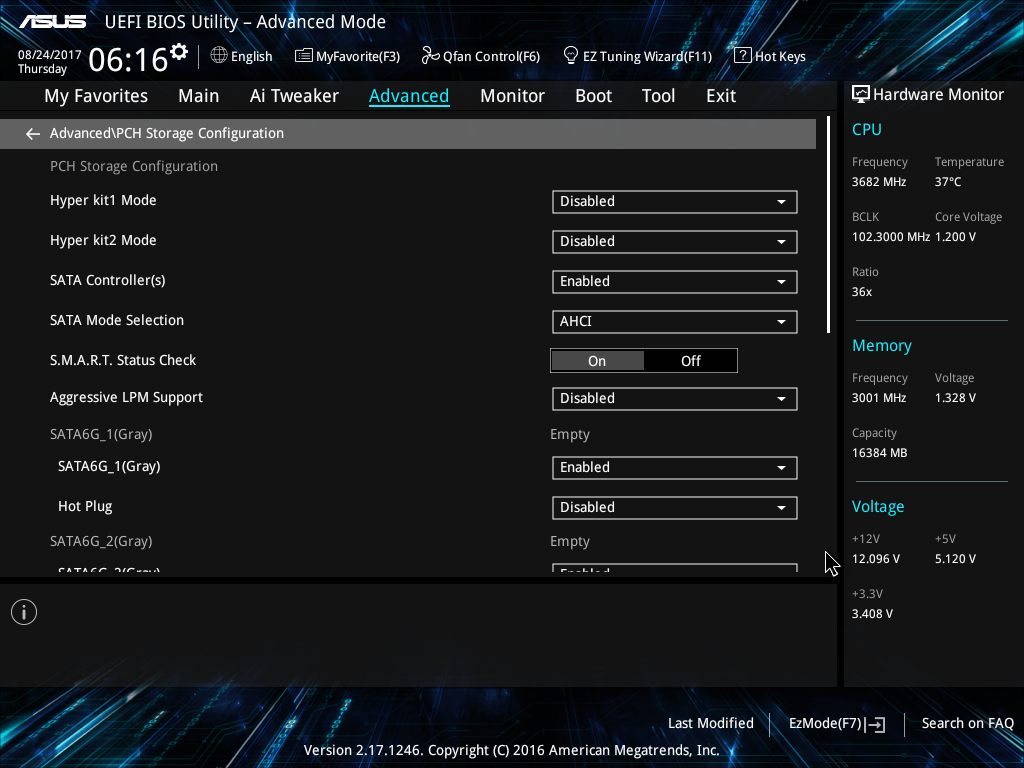 ASUS UEFI BIOS Utility – Advanced Mode
08/24/2017 Thursday 06:16 English MyFavorite(F3) Qfan Control(F6) EZ Tuning Wizard(F11) ? Hot Keys
My Favorites Main Ai Tweaker Advanced Monitor Boot Tool Exit
← Advanced\PCH Storage Configuration
PCH Storage Configuration
Hyper kit1 Mode Disabled
Hyper kit2 Mode Disabled
SATA Controller(s) Enabled
SATA Mode Selection AHCI
S.M.A.R.T. Status Check On Off
Aggressive LPM Support Disabled
SATA6G_1(Gray) Empty
SATA6G_1(Gray) Enabled
Hot Plug Disabled
SATA6G_2(Gray) Empty
SATA6G_2(Gray) Enabled
Hardware Monitor
CPU
Frequency Temperature
3682 MHz 37°C
BCLK Core Voltage
102.3000 MHz 1.200 V
Ratio
36x
Memory
Frequency Voltage
3001 MHz 1.328 V
Capacity
16384 MB
Voltage
+12V +5V
12.096 V 5.120 V
+3.3V
3.408 V
Last Modified EzMode(F7) Search on FAQ
Version 2.17.1246. Copyright (C) 2016 American Megatrends, Inc.